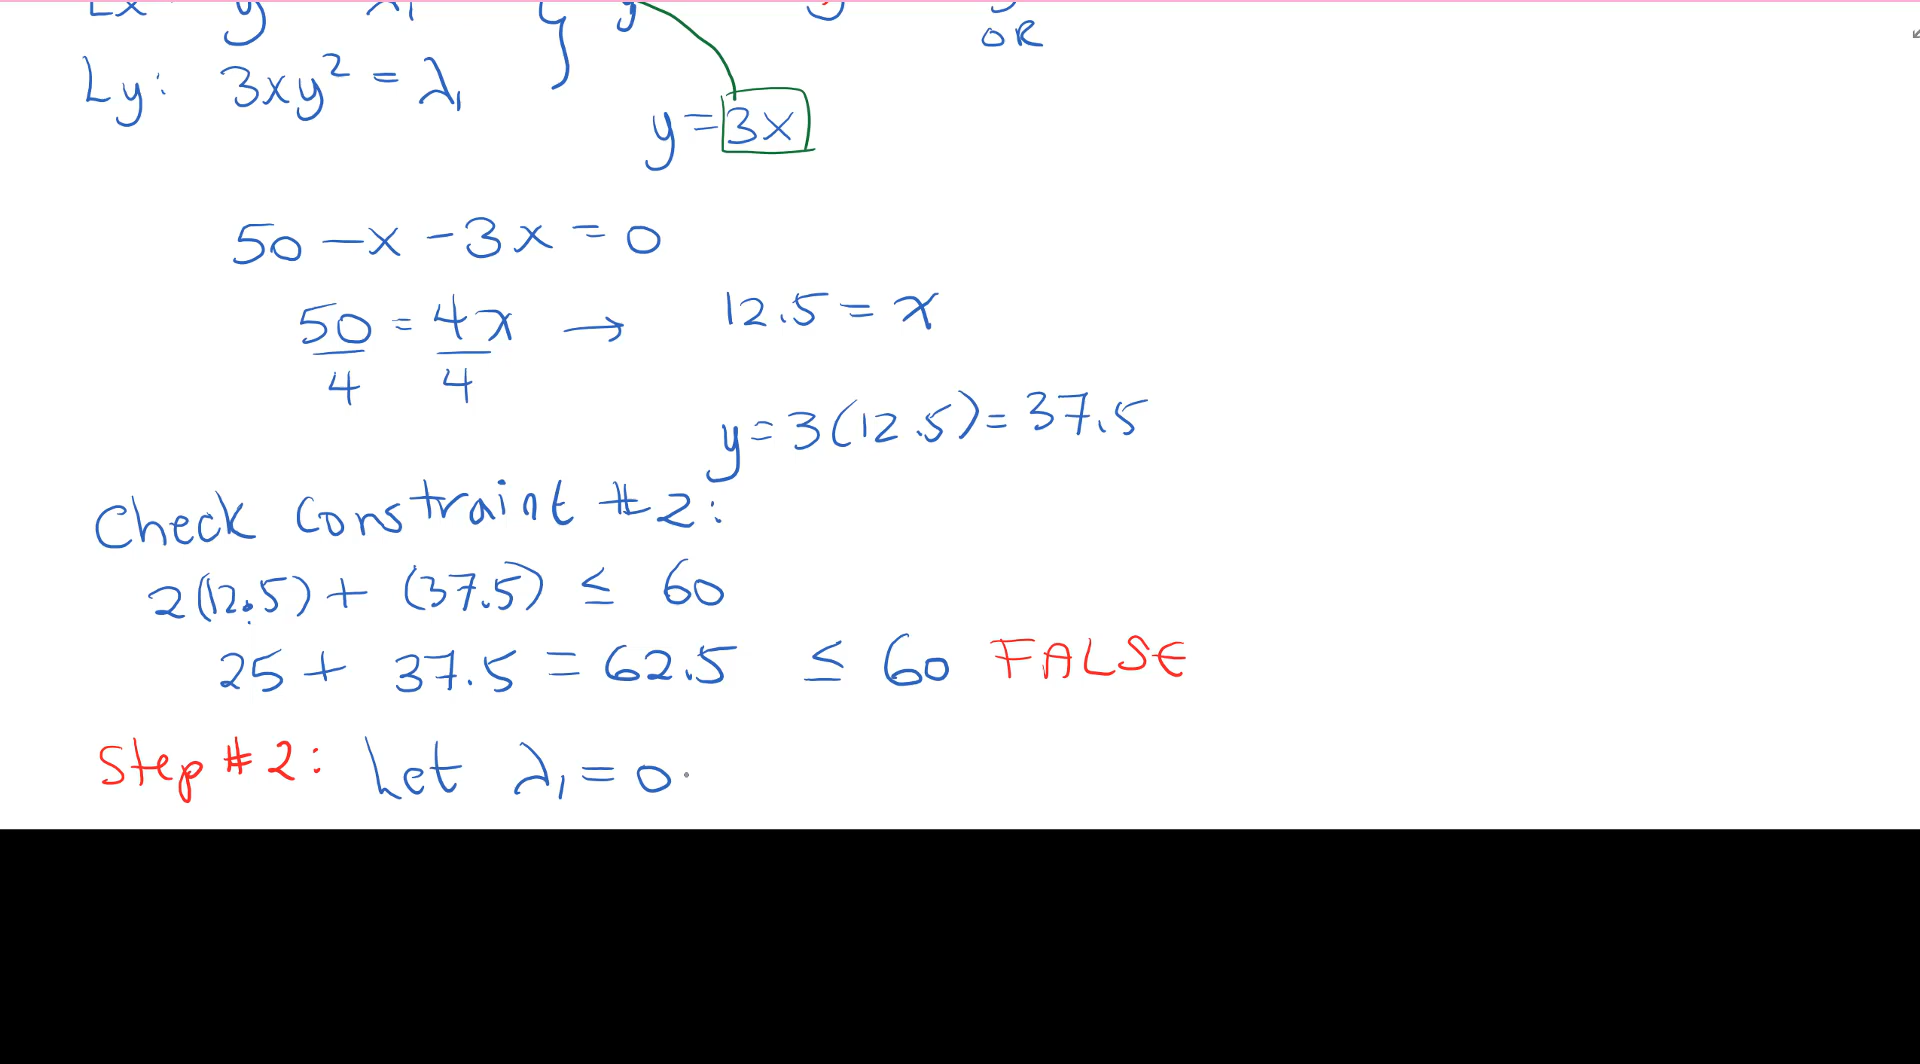 Ly: 3xy² = λ₁
OR
y = 3x
50 - x - 3x = 0
50/4 = 4x/4 → 12.5 = x
y = 3(12.5) = 37.5
Check Constraint #2:
2(12.5) + (37.5) ≤ 60
25 + 37.5 = 62.5 ≤ 60 FALSE
Step #2: Let λ₁ = 0